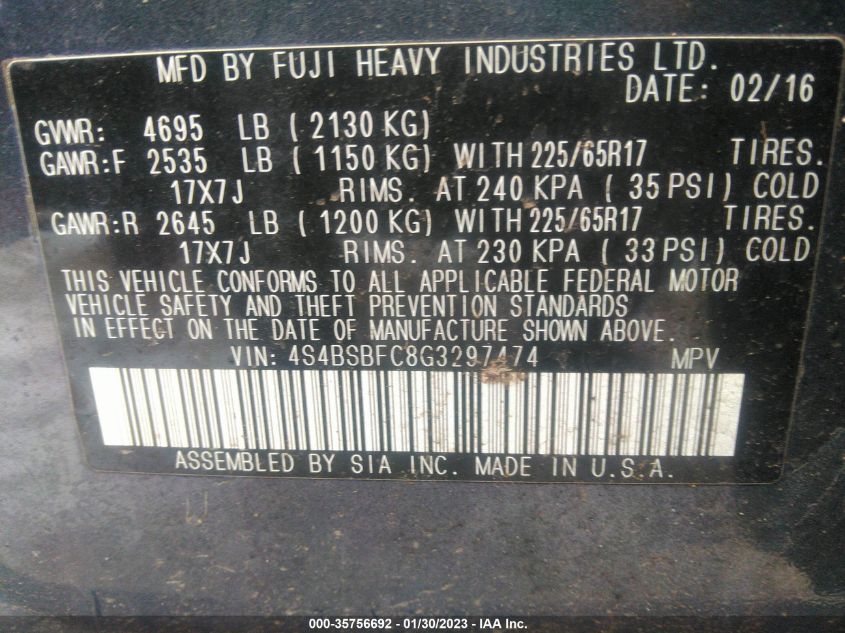 MFD BY FUJI HEAVY INDUSTRIES LTD.
DATE: 02/16
GVWR: 4695 LB ( 2130 KG)
GAWR:F 2535 LB ( 1150 KG) WITH 225/65R17 TIRES.
17X7J RIMS. AT 240 KPA ( 35 PSI) COLD
GAWR:R 2645 LB ( 1200 KG) WITH 225/65R17 TIRES.
17X7J RIMS. AT 230 KPA ( 33 PSI) COLD
THIS VEHICLE CONFORMS TO ALL APPLICABLE FEDERAL MOTOR
VEHICLE SAFETY AND THEFT PREVENTION STANDARDS
IN EFFECT ON THE DATE OF MANUFACTURE SHOWN ABOVE.
VIN: 4S4BSBFC8G3297474 MPV
ASSEMBLED BY SIA INC. MADE IN U.S.A.
000-35756692 - 01/30/2023 - IAA Inc.